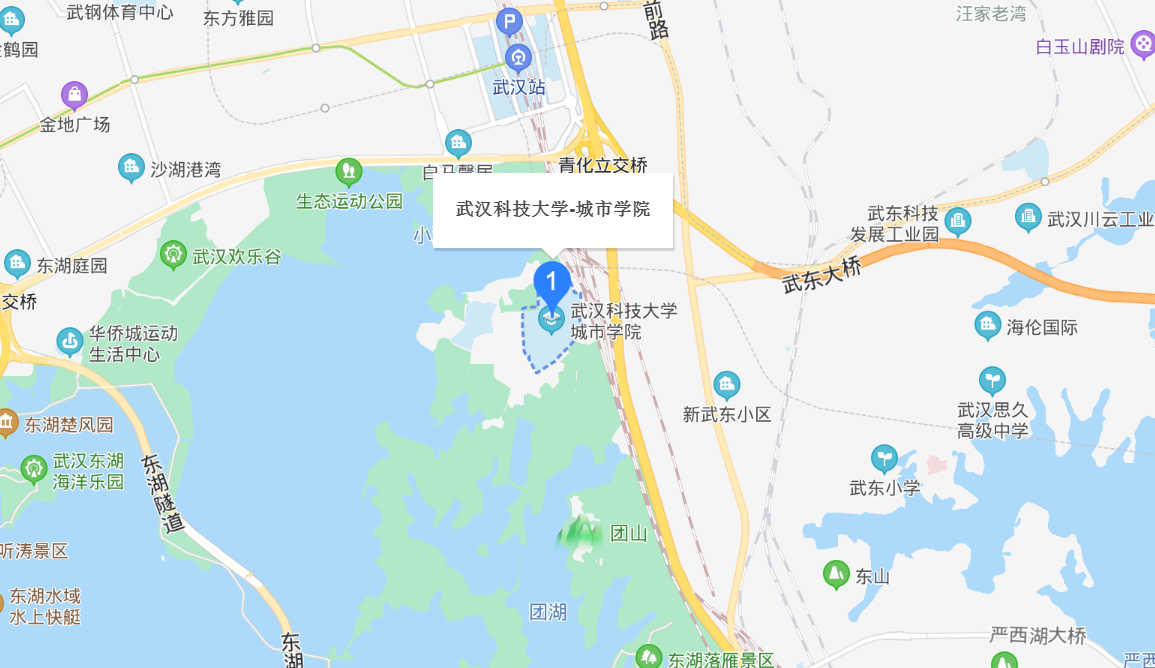 武钢体育中心
东方雅园
前路
汪家老湾
鹤园
P
武汉站
白玉山剧院
金地广场
沙湖港湾
白马馨居
青化立交桥
生态运动公园
武汉科技大学-城市学院
小
武东科技
发展工业园
武汉川云工业
东湖庭园
武汉欢乐谷
武东大桥
交桥
1
武汉科技大学
城市学院
海伦国际
华侨城运动
生活中心
新武东小区
武汉思久
高级中学
东湖楚风园
武汉东湖
海洋乐园
东湖隧道
武东小学
团山
听涛景区
东山
东湖水域
水上快艇
团湖
东湖
严西湖大桥
东湖落雁景区
严西